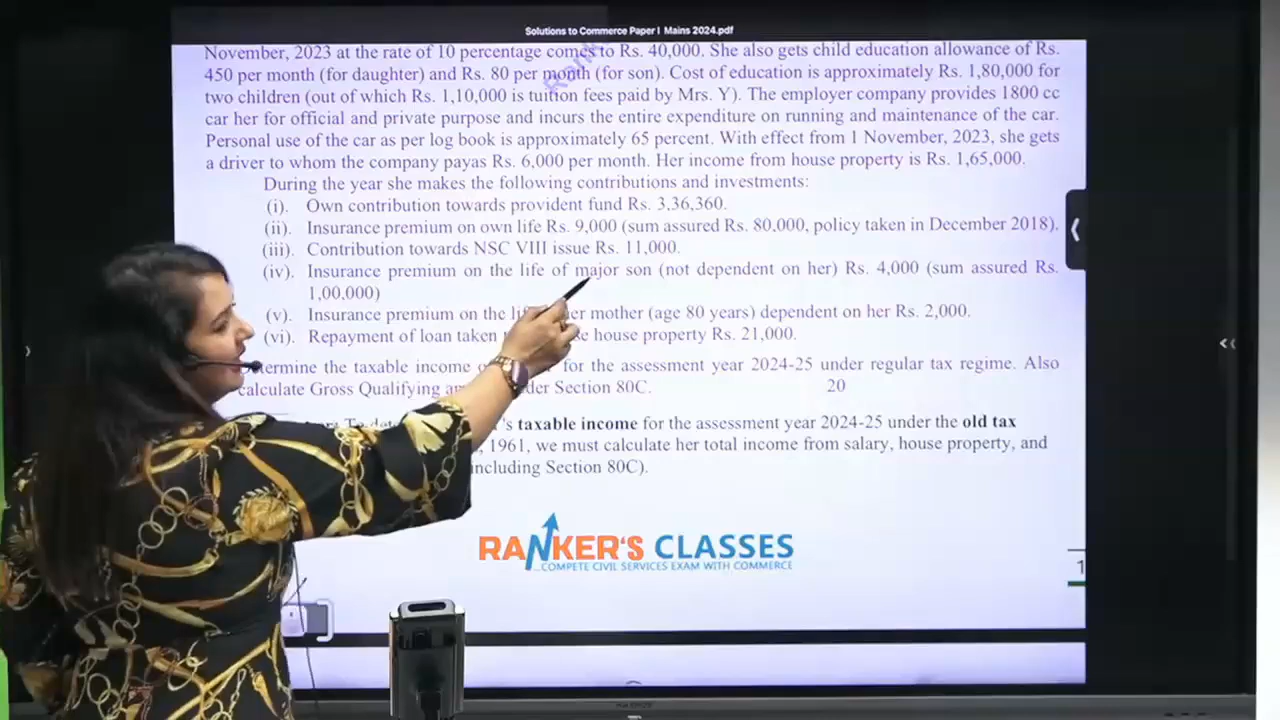 Solutions to Commerce Paper I Mains 2024.pdf
November, 2023 at the rate of 10 percentage comes to Rs. 40,000. She also gets child education allowance of Rs.
450 per month (for daughter) and Rs. 80 per month (for son). Cost of education is approximately Rs. 1,80,000 for
two children (out of which Rs. 1,10,000 is tuition fees paid by Mrs. Y). The employer company provides 1800 cc
car her for official and private purpose and incurs the entire expenditure on running and maintenance of the car.
Personal use of the car as per log book is approximately 65 percent. With effect from 1 November, 2023, she gets
a driver to whom the company payas Rs. 6,000 per month. Her income from house property is Rs. 1,65,000.
During the year she makes the following contributions and investments:
(i). Own contribution towards provident fund Rs. 3,36,360.
(ii). Insurance premium on own life Rs. 9,000 (sum assured Rs. 80,000, policy taken in December 2018).
(iii). Contribution towards NSC VIII issue Rs. 11,000.
(iv). Insurance premium on the life of major son (not dependent on her) Rs. 4,000 (sum assured Rs.
1,00,000)
(v). Insurance premium on the mother (age 80 years) dependent on her Rs. 2,000.
(vi). Repayment of loan taken house property Rs. 21,000.
the taxable income for the assessment year 2024-25 under regular tax regime. Also
calculate Gross Qualifying Section 80C. 20
's taxable income for the assessment year 2024-25 under the old tax
, 1961, we must calculate her total income from salary, house property, and
including Section 80C).
RANKER'S CLASSES
...COMPETE CIVIL SERVICES EXAM WITH COMMERCE
1